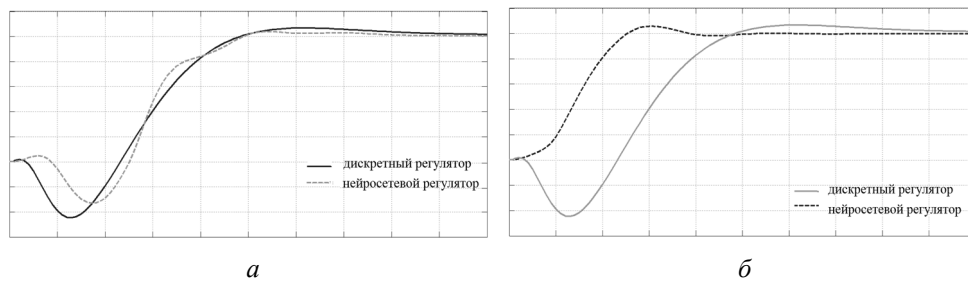 дискретный регулятор
нейросетевой регулятор
дискретный регулятор
нейросетевой регулятор
а
б